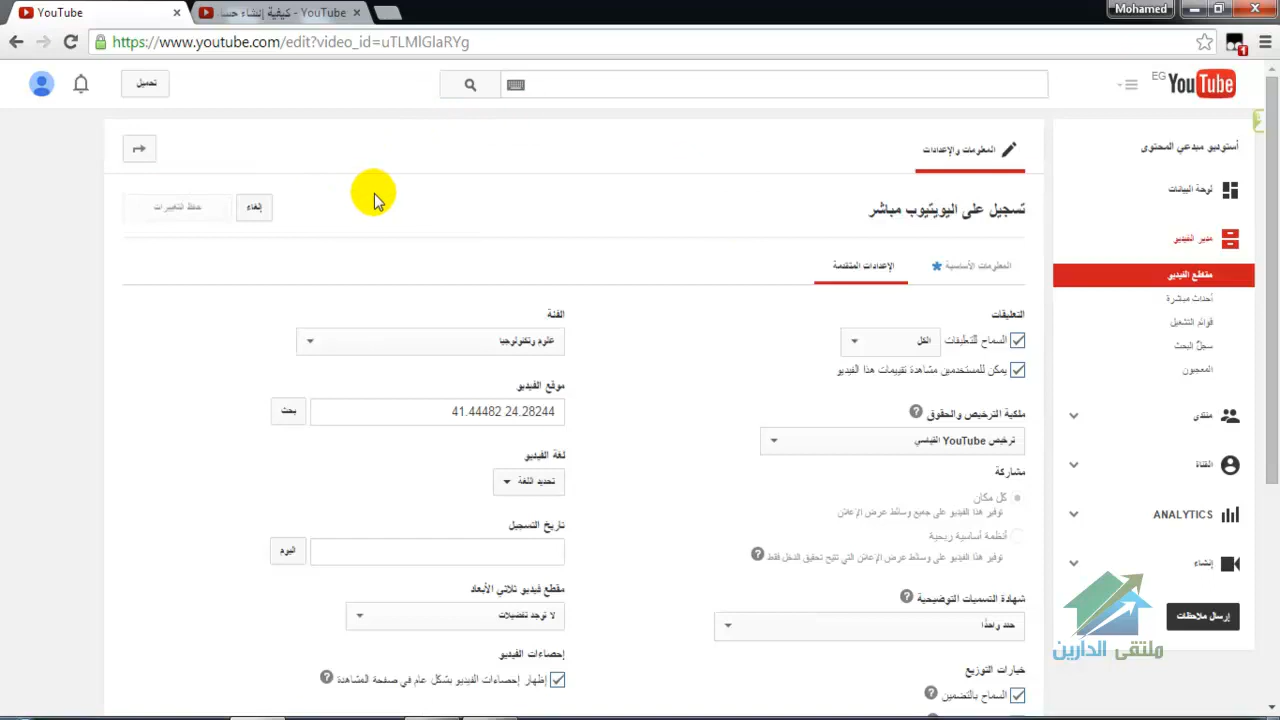 YouTube
كيفية إنشاء حسا - YouTube
Mohamed
https://www.youtube.com/edit?video_id=uTLMlGlaRYg
1
YouTube EG
تحميل
أستوديو مبدعي المحتوى
لوحة البيانات
مدير الفيديو
مقاطع الفيديو
أحداث مباشرة
قوائم التشغيل
سجل البحث
المعجبون
منتدى
القناة
ANALYTICS
إنشاء
إرسال ملاحظات
ملتقى الدارين
المعلومات والإعدادات
تسجيل على اليويتيوب مباشر
إلغاء
حفظ التغييرات
المعلومات الأساسية
الإعدادات المتقدمة
التعليقات
السماح للتعليقات
الكل
يمكن للمستخدمين مشاهدة تقييمات هذا الفيديو
ملكية الترخيص والحقوق
ترخيص YouTube القياسي
مشاركة
كل مكان
توفير هذا الفيديو على جميع وسائط عرض الإعلان
أنظمة أساسية ربحية
توفير هذا الفيديو على وسائط عرض الإعلان التي تتيح تحقيق الدخل فقط
شهادة التسميات التوضيحية
حدد واحدًا
خيارات التوزيع
السماح بالتضمين
الفئة
علوم وتكنولوجيا
موقع الفيديو
41.44482 24.28244
بحث
لغة الفيديو
تحديد اللغة
تاريخ التسجيل
اليوم
مقطع فيديو ثلاثي الأبعاد
لا توجد تفضيلات
إحصاءات الفيديو
إظهار إحصاءات الفيديو بشكل عام في صفحة المشاهدة